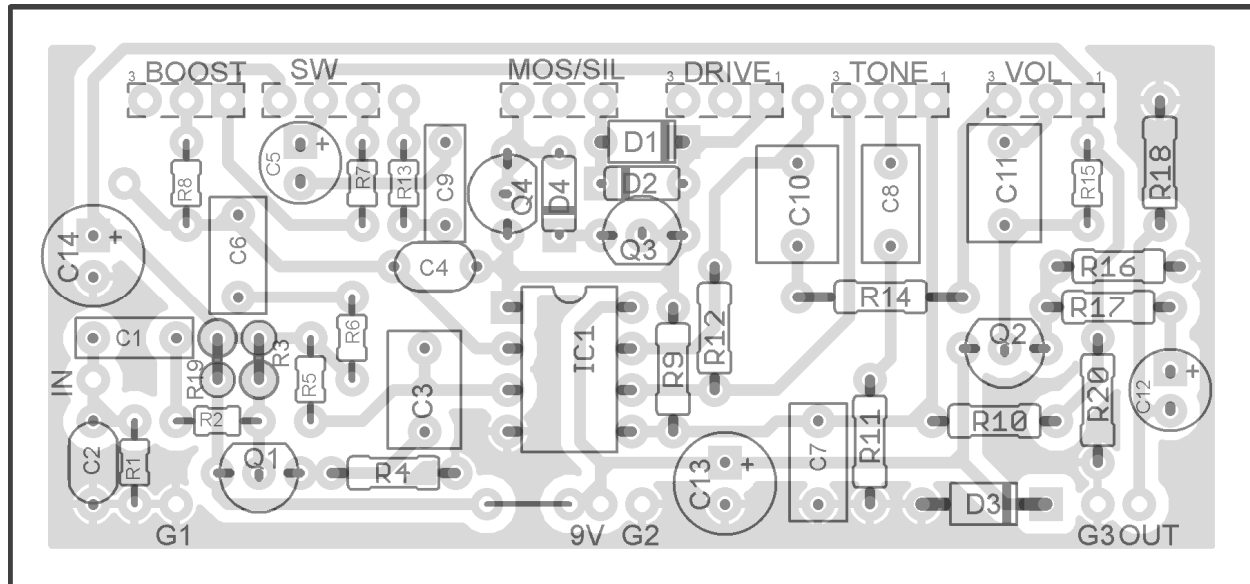 BOOST SW MOS/SIL DRIVE TONE VOL
3 3 1 3 1 3 1
C5 + R8 R7 R13 C9 Q4 D4 D1 D2 Q3 C10 C8 C11 R15 R18
C14 + C6 C4 R14 R16
R17
C1 R19 R3 R5 R6 C3 IC1 R9 R12 Q2 R20 C12 +
IN
C2 R1 R2 Q1 R4 C13 + C7 R11 R10 D3
G1 9V G2 G3 OUT